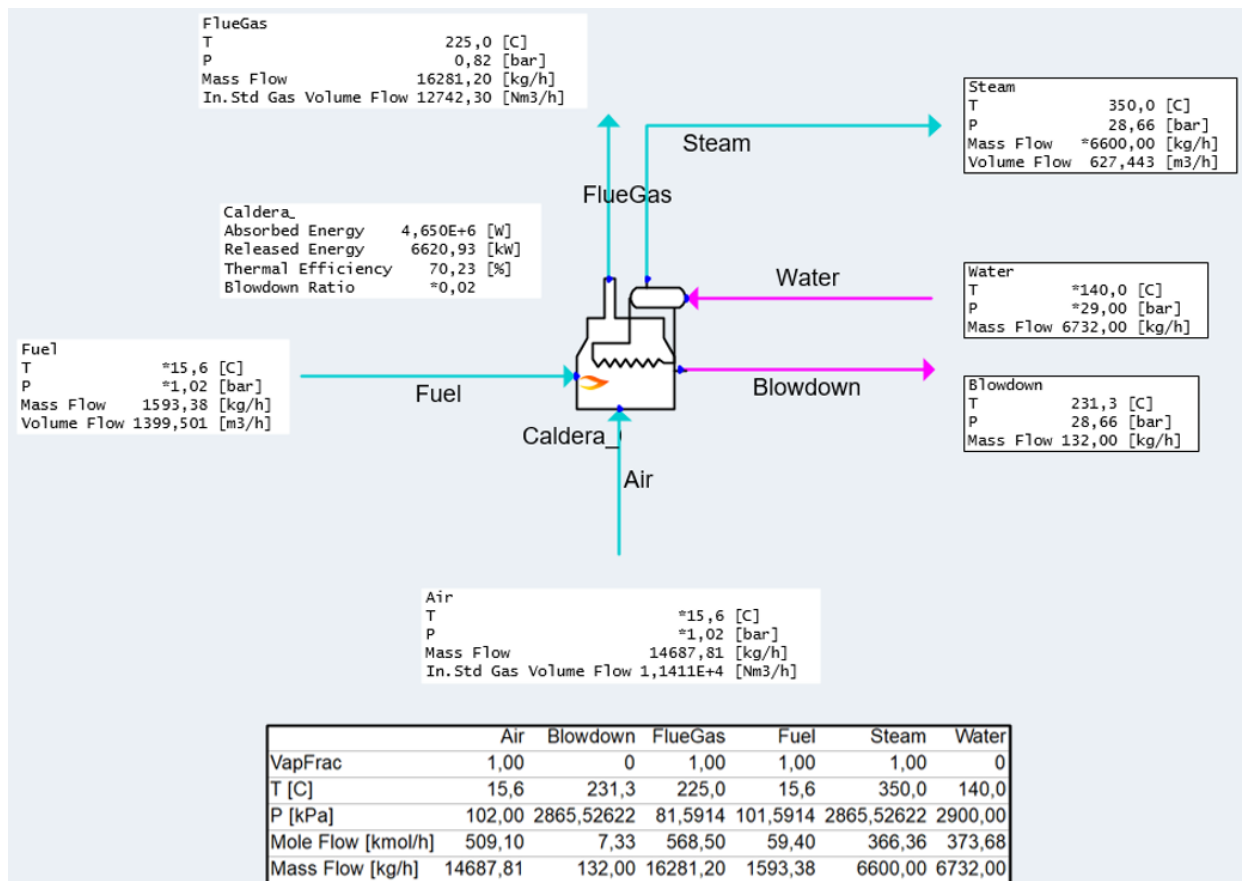 FlueGas
T 225,0 [C]
P 0,82 [bar]
Mass Flow 16281,20 [kg/h]
In.Std Gas Volume Flow 12742,30 [Nm3/h]
Steam
T 350,0 [C]
P 28,66 [bar]
Mass Flow *6600,00 [kg/h]
Volume Flow 627,443 [m3/h]
Steam
FlueGas
Caldera_
Absorbed Energy 4,650E+6 [W]
Released Energy 6620,93 [kW]
Thermal Efficiency 70,23 [%]
Blowdown Ratio *0,02
Water
Water
T *140,0 [C]
P *29,00 [bar]
Mass Flow 6732,00 [kg/h]
Fuel
T *15,6 [C]
P *1,02 [bar]
Mass Flow 1593,38 [kg/h]
Volume Flow 1399,501 [m3/h]
Fuel
Blowdown
Blowdown
T 231,3 [C]
P 28,66 [bar]
Mass Flow 132,00 [kg/h]
Caldera_
Air
Air
T *15,6 [C]
P *1,02 [bar]
Mass Flow 14687,81 [kg/h]
In.Std Gas Volume Flow 1,1411E+4 [Nm3/h]
Air Blowdown FlueGas Fuel Steam Water
VapFrac 1,00 0 1,00 1,00 1,00 0
T [C] 15,6 231,3 225,0 15,6 350,0 140,0
P [kPa] 102,00 2865,52622 81,5914 101,5914 2865,52622 2900,00
Mole Flow [kmol/h] 509,10 7,33 568,50 59,40 366,36 373,68
Mass Flow [kg/h] 14687,81 132,00 16281,20 1593,38 6600,00 6732,00